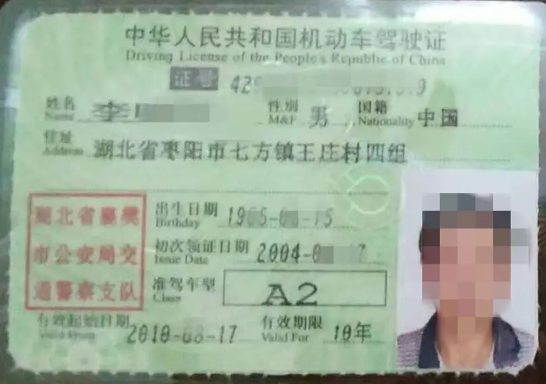 中华人民共和国机动车驾驶证
Driving License of the People's Republic of China
证号 42
姓名 Name 李 性别 M&F 男 国籍 Nationality 中国
住址 Address 湖北省枣阳市七方镇王庄村四组
湖北省襄樊
市公安局交
通警察支队
出生日期 Birthday 1965- -15
初次领证日期 Issue Date 2004- 7
准驾车型 Class A2
有效起始日期 Valid From 2010-08-17 有效期限 Valid For 10年